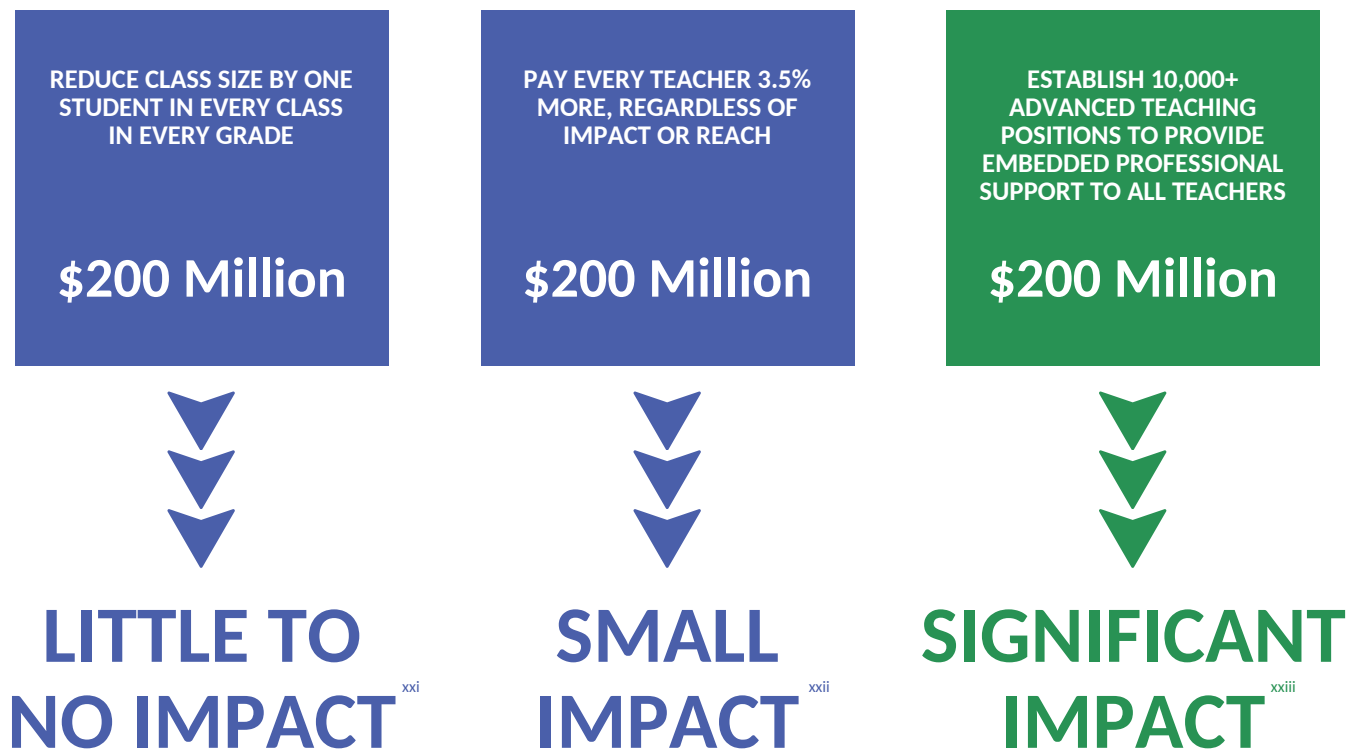 REDUCE CLASS SIZE BY ONE
STUDENT IN EVERY CLASS
IN EVERY GRADE
$200 Million
LITTLE TO
NO IMPACT xxi
PAY EVERY TEACHER 3.5%
MORE, REGARDLESS OF
IMPACT OR REACH
$200 Million
SMALL
IMPACT xxii
ESTABLISH 10,000+
ADVANCED TEACHING
POSITIONS TO PROVIDE
EMBEDDED PROFESSIONAL
SUPPORT TO ALL TEACHERS
$200 Million
SIGNIFICANT
IMPACT xxiii